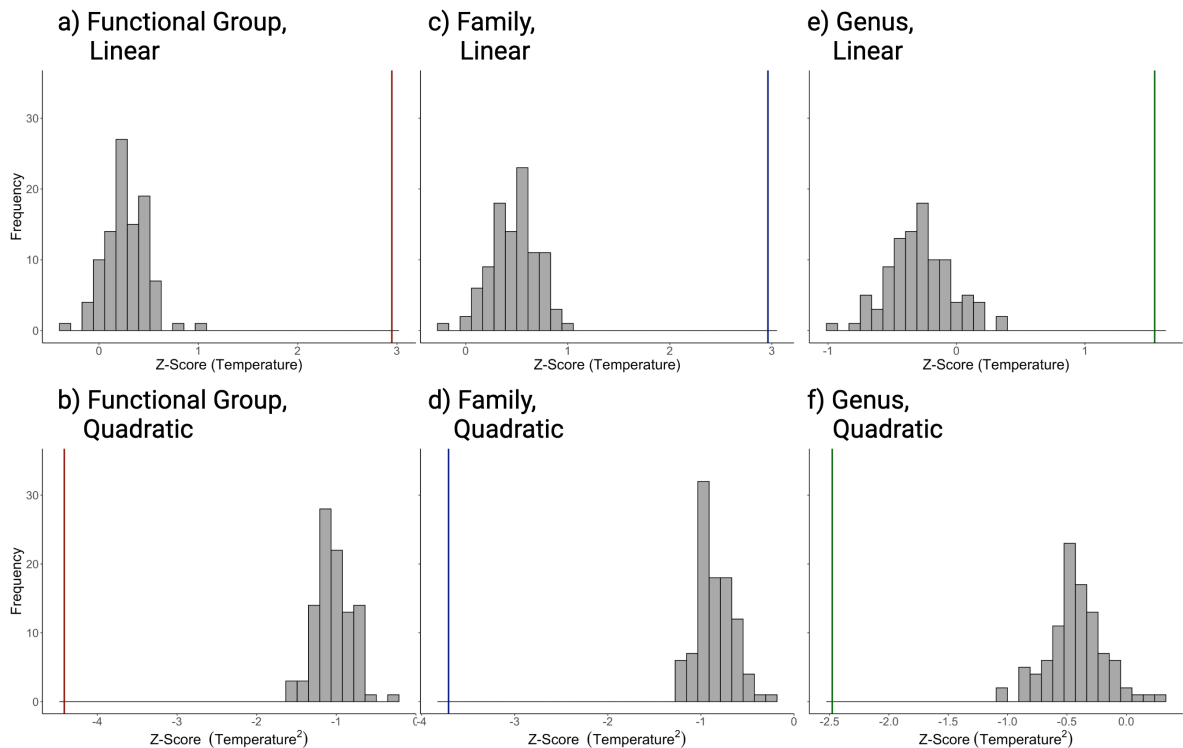 a) Functional Group,
Linear
c) Family,
Linear
e) Genus,
Linear
Frequency
30
20
10
0
0 1 2 3
0 1 2 3
-1 0 1
Z-Score (Temperature)
Z-Score (Temperature)
Z-Score (Temperature)
b) Functional Group,
Quadratic
d) Family,
Quadratic
f) Genus,
Quadratic
Frequency
30
20
10
0
-4 -3 -2 -1
-4 -3 -2 -1 0
-2.5 -2.0 -1.5 -1.0 -0.5 0.0
Z-Score (Temperature²)
Z-Score (Temperature²)
Z-Score (Temperature²)